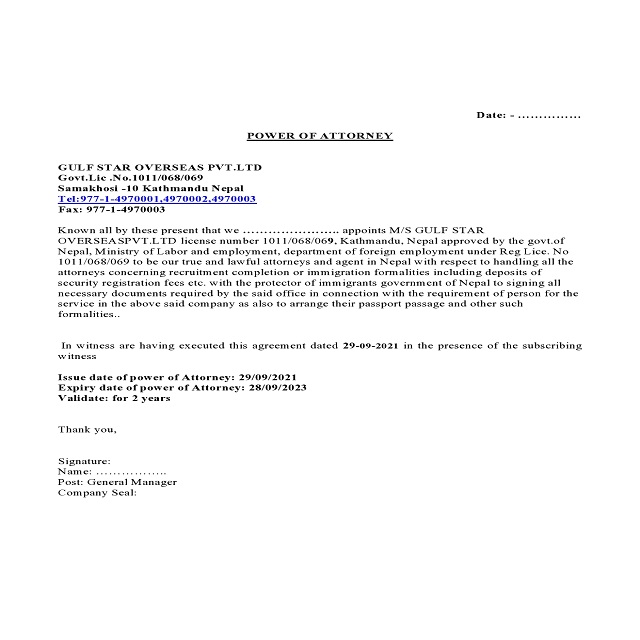 Date: - ……………
POWER OF ATTORNEY
GULF STAR OVERSEAS PVT.LTD
Govt.Lic .No.1011/068/069
Samakhosi -10 Kathmandu Nepal
Tel:977-1-4970001,4970002,4970003
Fax: 977-1-4970003
Known all by these present that we …………………. appoints M/S GULF STAR
OVERSEASPVT.LTD license number 1011/068/069, Kathmandu, Nepal approved by the govt.of
Nepal, Ministry of Labor and employment, department of foreign employment under Reg Lice. No
1011/068/069 to be our true and lawful attorneys and agent in Nepal with respect to handling all the
attorneys concerning recruitment completion or immigration formalities including deposits of
security registration fees etc. with the protector of immigrants government of Nepal to signing all
necessary documents required by the said office in connection with the requirement of person for the
service in the above said company as also to arrange their passport passage and other such
formalities..
In witness are having executed this agreement dated 29-09-2021 in the presence of the subscribing
witness
Issue date of power of Attorney: 29/09/2021
Expiry date of power of Attorney: 28/09/2023
Validate: for 2 years
Thank you,
Signature:
Name: ……………..
Post: General Manager
Company Seal: